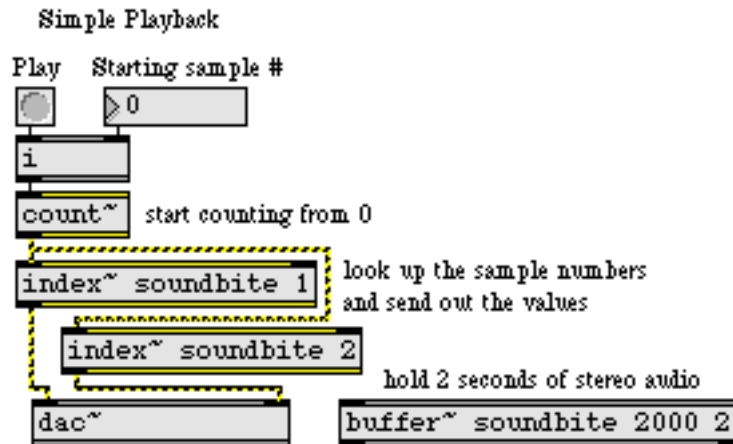 Simple Playback
Play
Starting sample #
0
i
count~
start counting from 0
index~ soundbite 1
look up the sample numbers
and send out the values
index~ soundbite 2
hold 2 seconds of stereo audio
dac~
buffer~ soundbite 2000 2